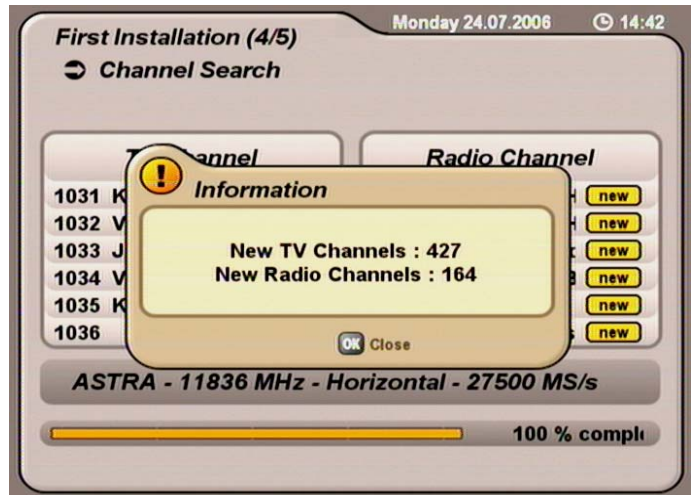 Monday 24.07.2006 14:42
First Installation (4/5)
Channel Search
Radio Channel
Information
1031 K new
1032 V new
1033 J new
1034 V new
1035 K new
1036 new
New TV Channels : 427
New Radio Channels : 164
OK Close
ASTRA - 11836 MHz - Horizontal - 27500 MS/s
100 % comple